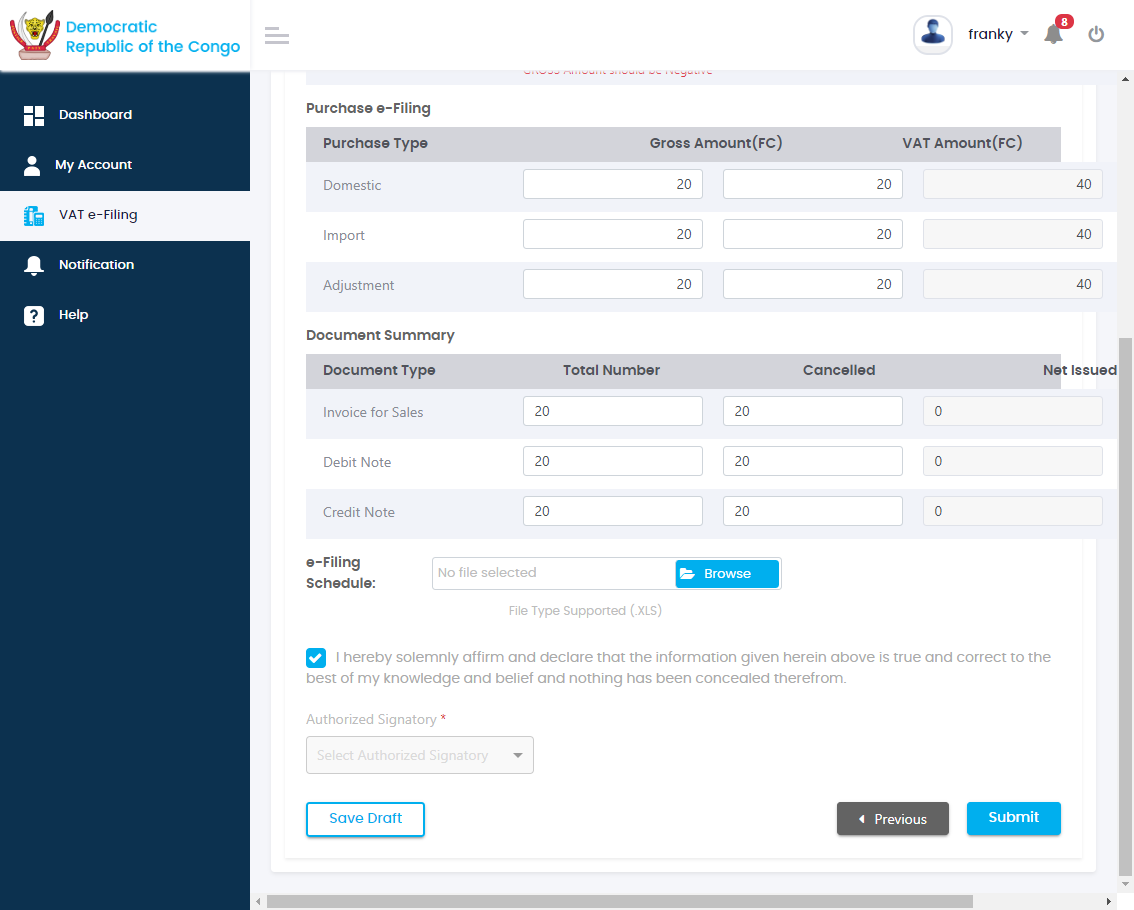 Democratic
Republic of the Congo
franky
8
Dashboard
My Account
VAT e-Filing
Notification
? Help
GROSS Amount should be Negative
Purchase e-Filing
Purchase Type Gross Amount(FC) VAT Amount(FC)
Domestic 20 20 40
Import 20 20 40
Adjustment 20 20 40
Document Summary
Document Type Total Number Cancelled Net Issued
Invoice for Sales 20 20 0
Debit Note 20 20 0
Credit Note 20 20 0
e-Filing
Schedule:
No file selected Browse
File Type Supported (.XLS)
I hereby solemnly affirm and declare that the information given herein above is true and correct to the
best of my knowledge and belief and nothing has been concealed therefrom.
Authorized Signatory *
Select Authorized Signatory
Save Draft Previous Submit